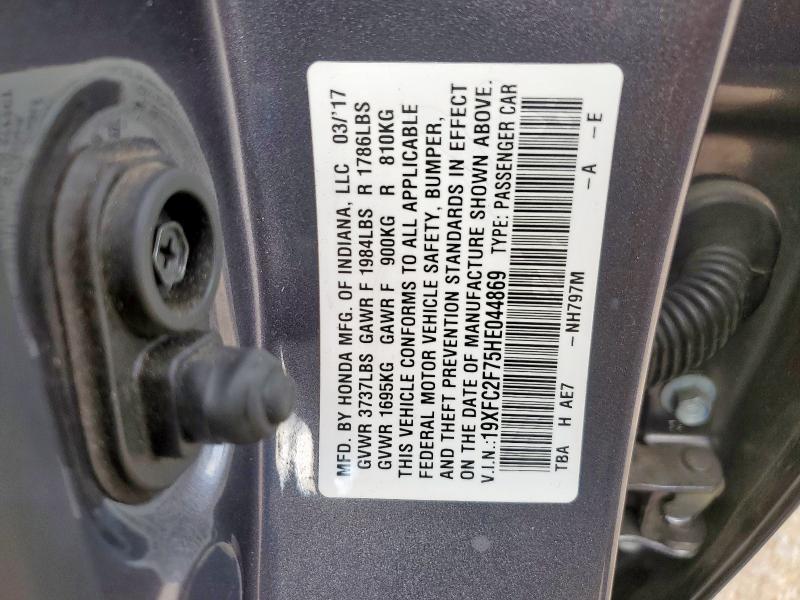 MFD. BY HONDA MFG. OF INDIANA, LLC 03/'17
GVWR 3737LBS GAWR F 1984LBS R 1786LBS
GVWR 1695KG GAWR F 900KG R 810KG
THIS VEHICLE CONFORMS TO ALL APPLICABLE
FEDERAL MOTOR VEHICLE SAFETY, BUMPER,
AND THEFT PREVENTION STANDARDS IN EFFECT
ON THE DATE OF MANUFACTURE SHOWN ABOVE.
V.I.N.:19XFC2F75HE044869 TYPE: PASSENGER CAR
TBA H AE7 -NH797M -A -E